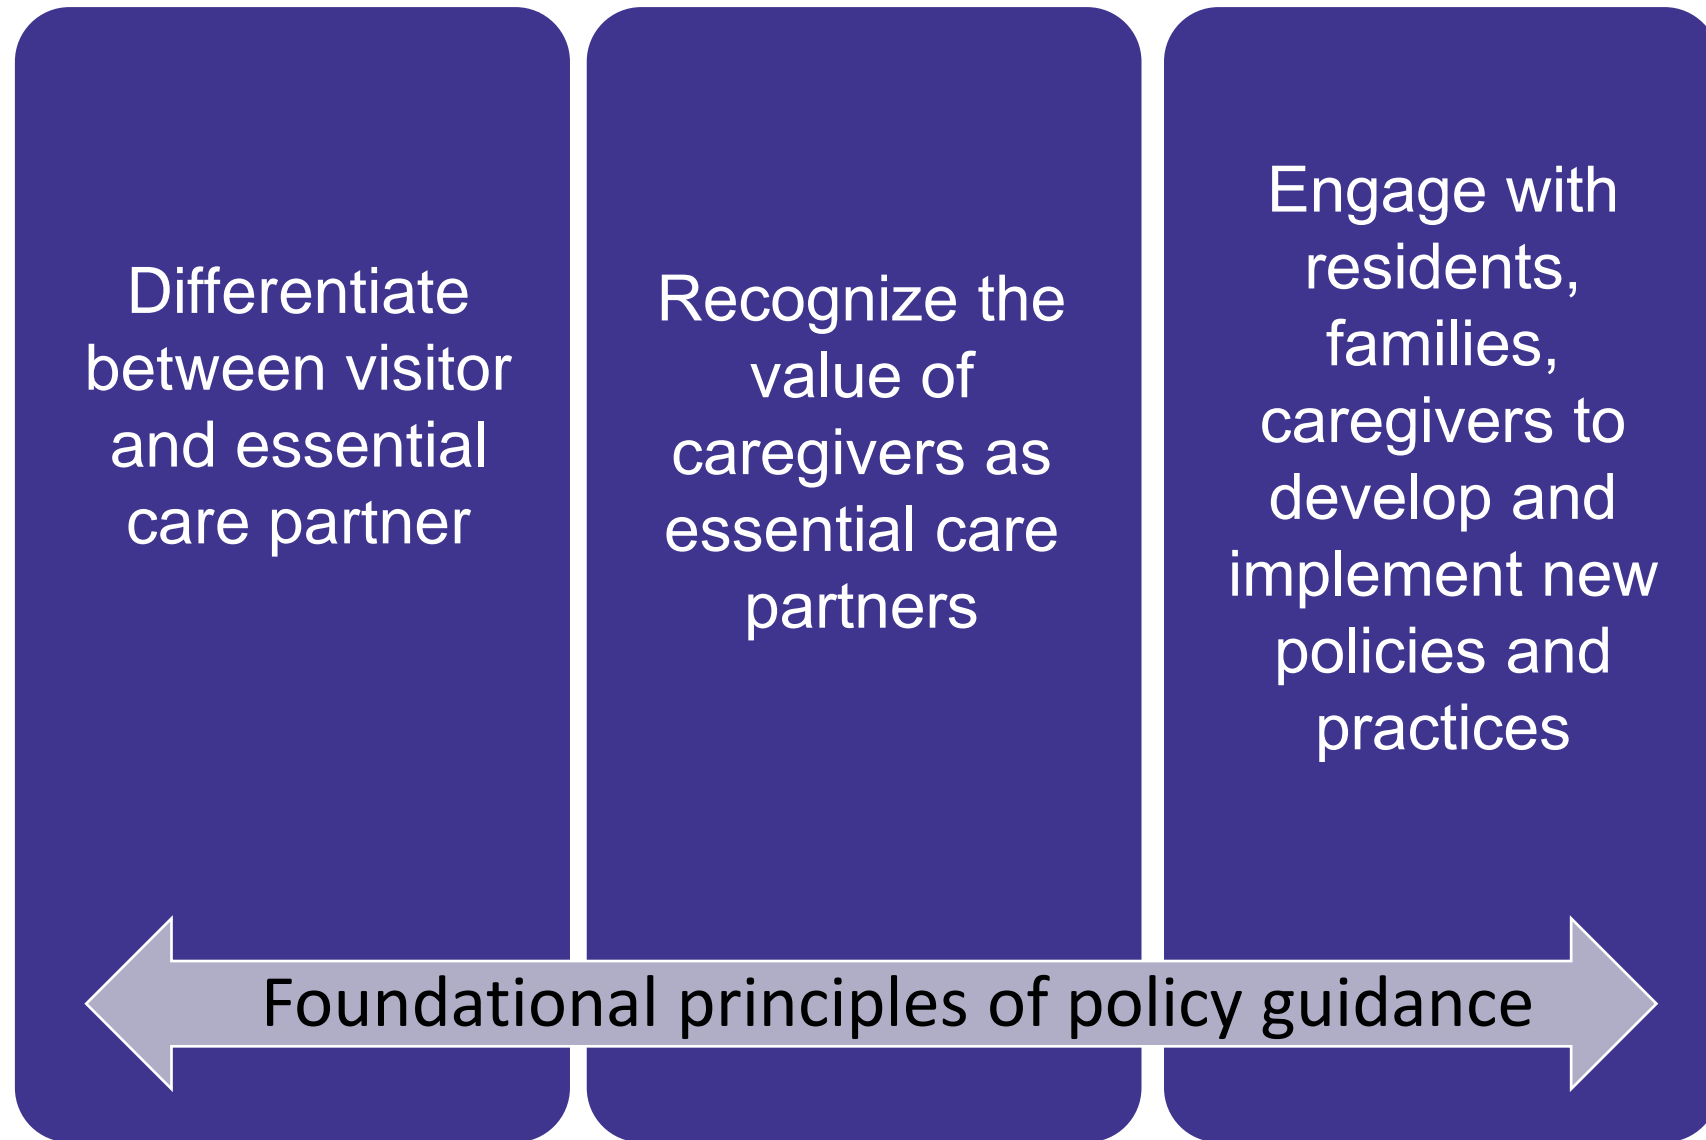 Differentiate
between visitor
and essential
care partner
Recognize the
value of
caregivers as
essential care
partners
Engage with
residents,
families,
caregivers to
develop and
implement new
policies and
practices
Foundational principles of policy guidance